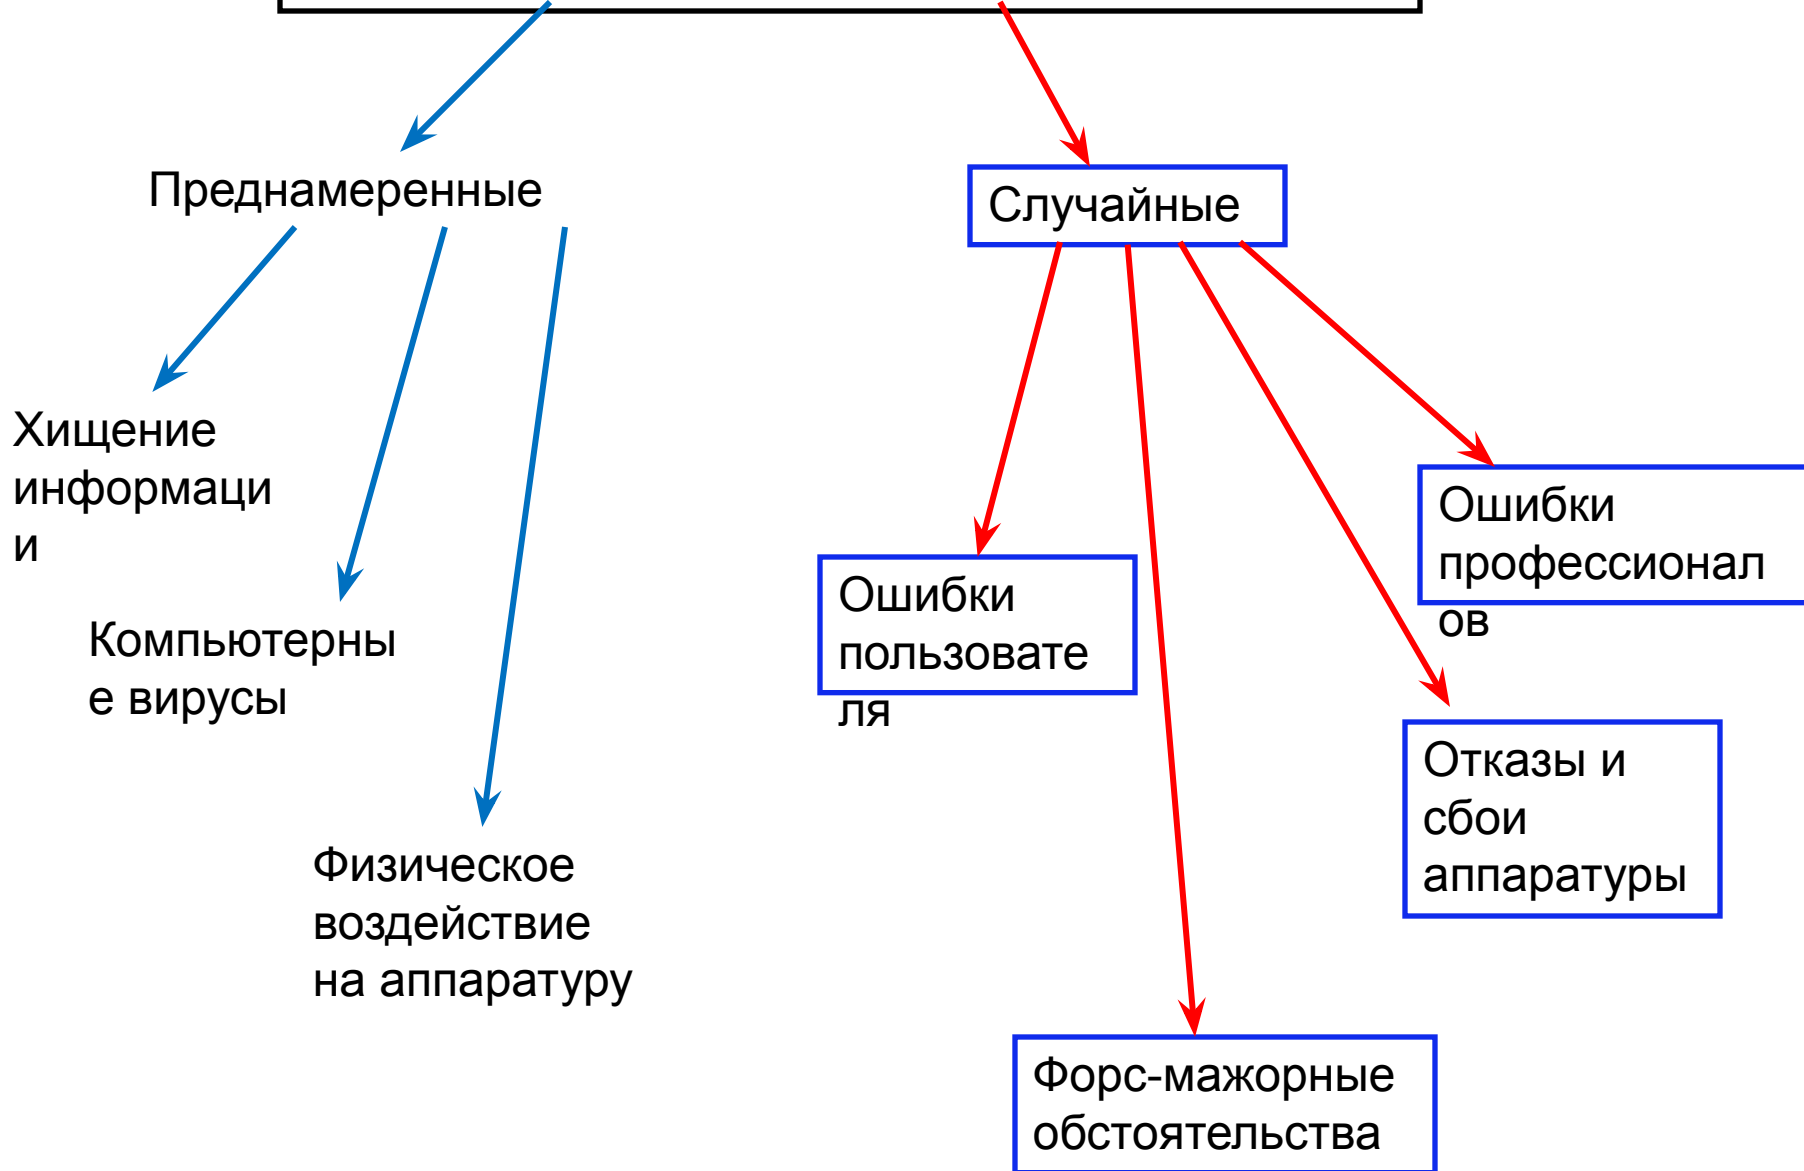 Преднамеренные
Случайные
Хищение
информаци
и
Компьютерны
е вирусы
Физическое
воздействие
на аппаратуру
Ошибки
пользовате
ля
Ошибки
профессионал
ов
Отказы и
сбои
аппаратуры
Форс-мажорные
обстоятельства